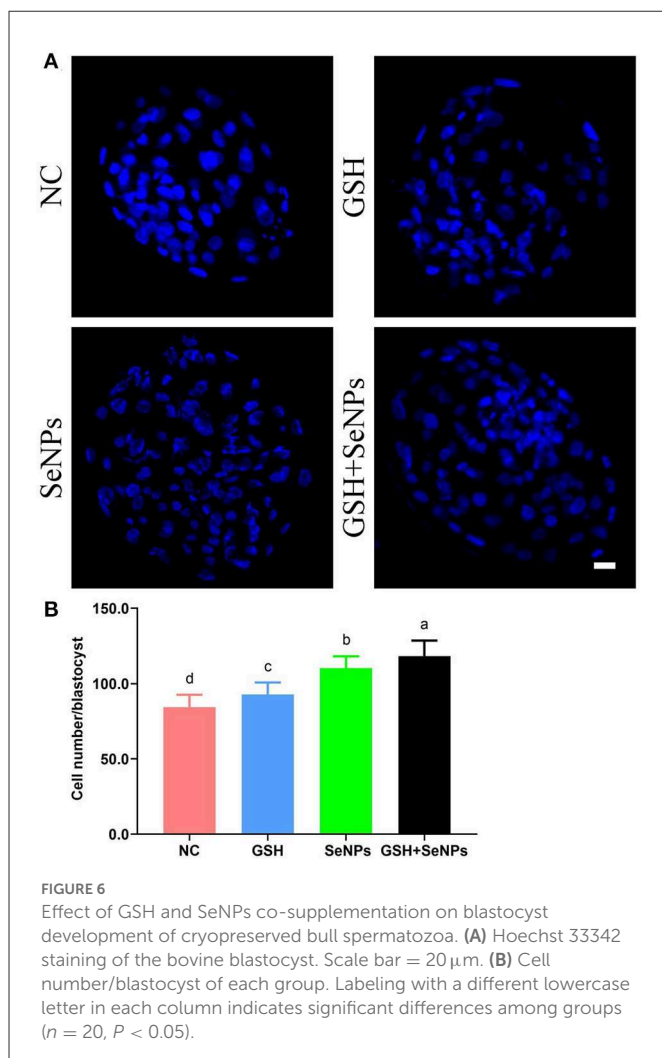 A
NC
GSH
SeNPs
GSH+SeNPs
B
150.0
100.0
50.0
0.0
Cell number/blastocyst
d
c
b
a
NC GSH SeNPs GSH+SeNPs
FIGURE 6
Effect of GSH and SeNPs co-supplementation on blastocyst
development of cryopreserved bull spermatozoa. (A) Hoechst 33342
staining of the bovine blastocyst. Scale bar = 20 μm. (B) Cell
number/blastocyst of each group. Labeling with a different lowercase
letter in each column indicates significant differences among groups
(n = 20, P < 0.05).